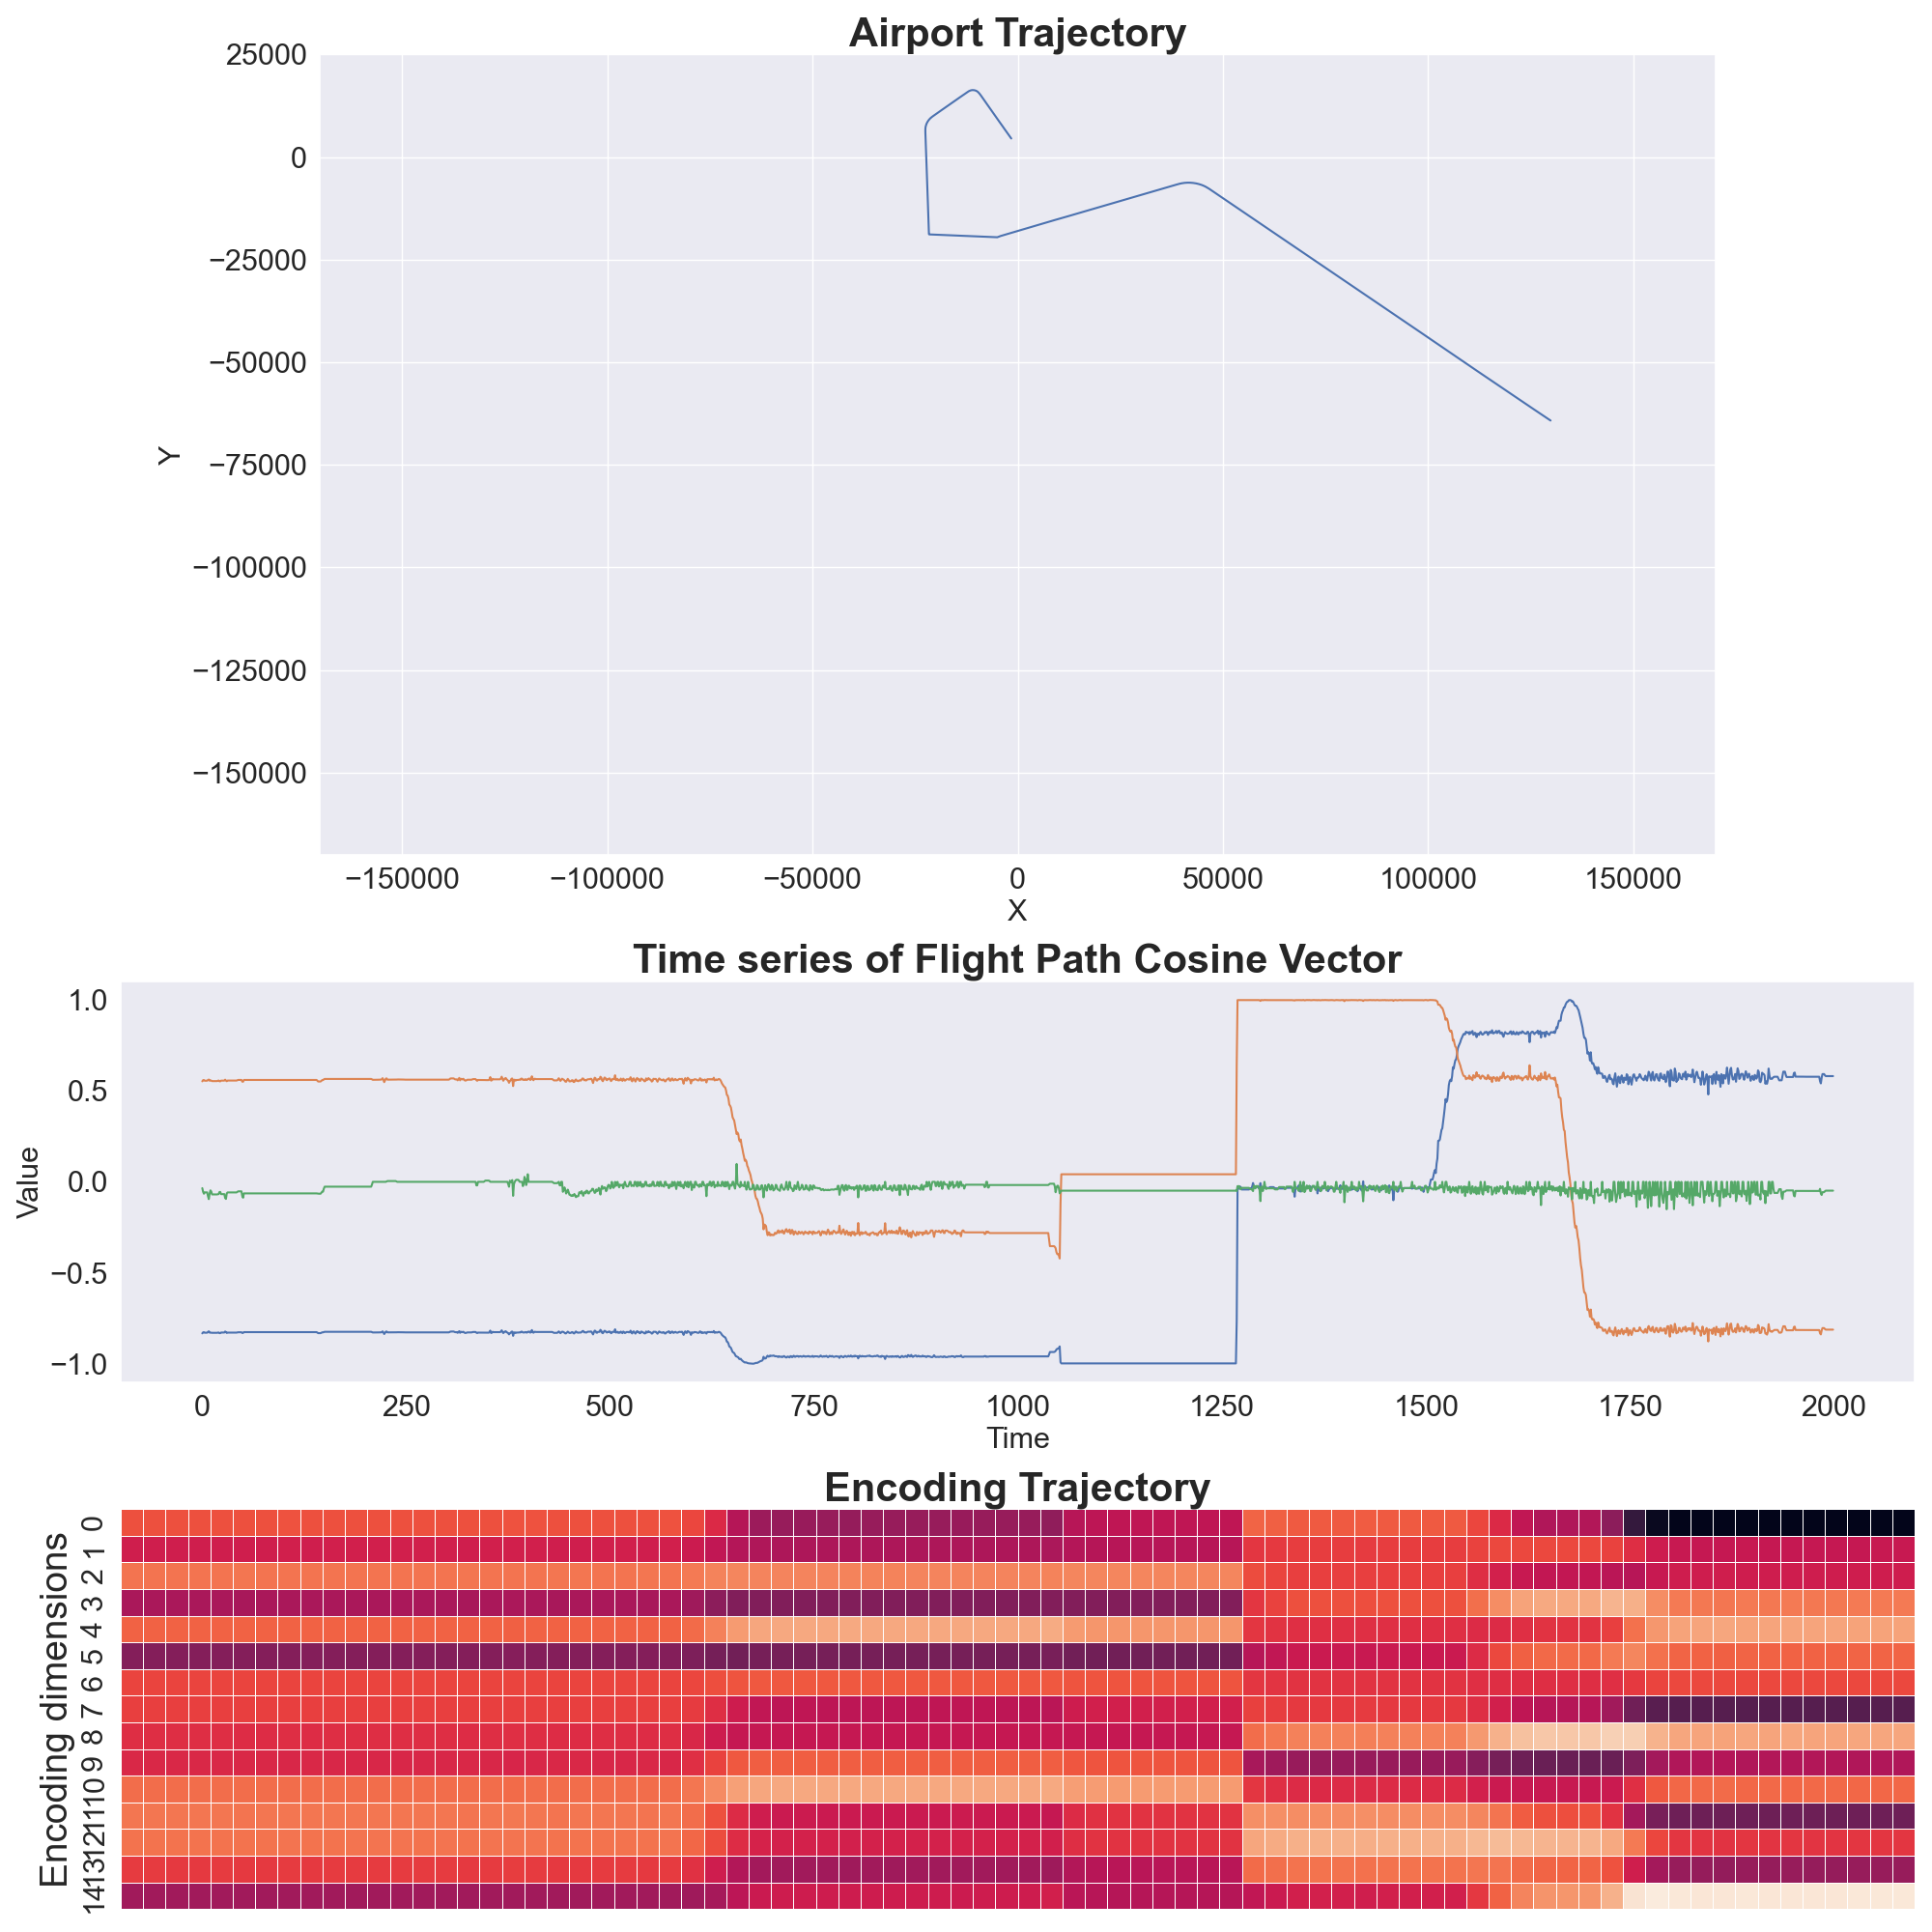 Airport Trajectory
25000
0
−25000
−50000
−75000
−100000
−125000
−150000
Y
−150000 −100000 −50000 0 50000 100000 150000
X
Time series of Flight Path Cosine Vector
1.0
0.5
0.0
−0.5
−1.0
Value
0 250 500 750 1000 1250 1500 1750 2000
Time
Encoding Trajectory
Encoding dimensions
0
1
2
3
4
5
6
7
8
9
10
11
12
13
14